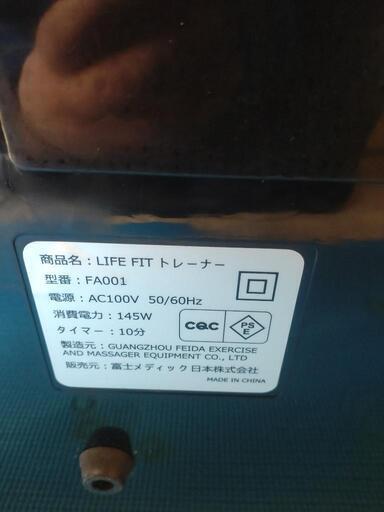 商品名：LIFE FIT トレーナー
型番：FA001
電源：AC100V 50/60Hz
消費電力：145W
タイマー：10分
CQC
PS
E
製造元：GUANGZHOU FEIDA EXERCISE
AND MASSAGER EQUIPMENT CO., LTD
販売元：富士メディック日本株式会社
MADE IN CHINA